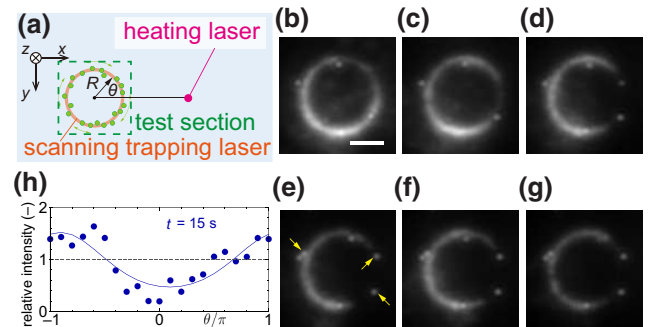 (a)
heating laser
z
x
y
R
θ
test section
scanning trapping laser
(b)
(c)
(d)
(h)
2
1
0
relative intensity (−)
t = 15 s
−1
0
θ/π
1
(e)
(f)
(g)